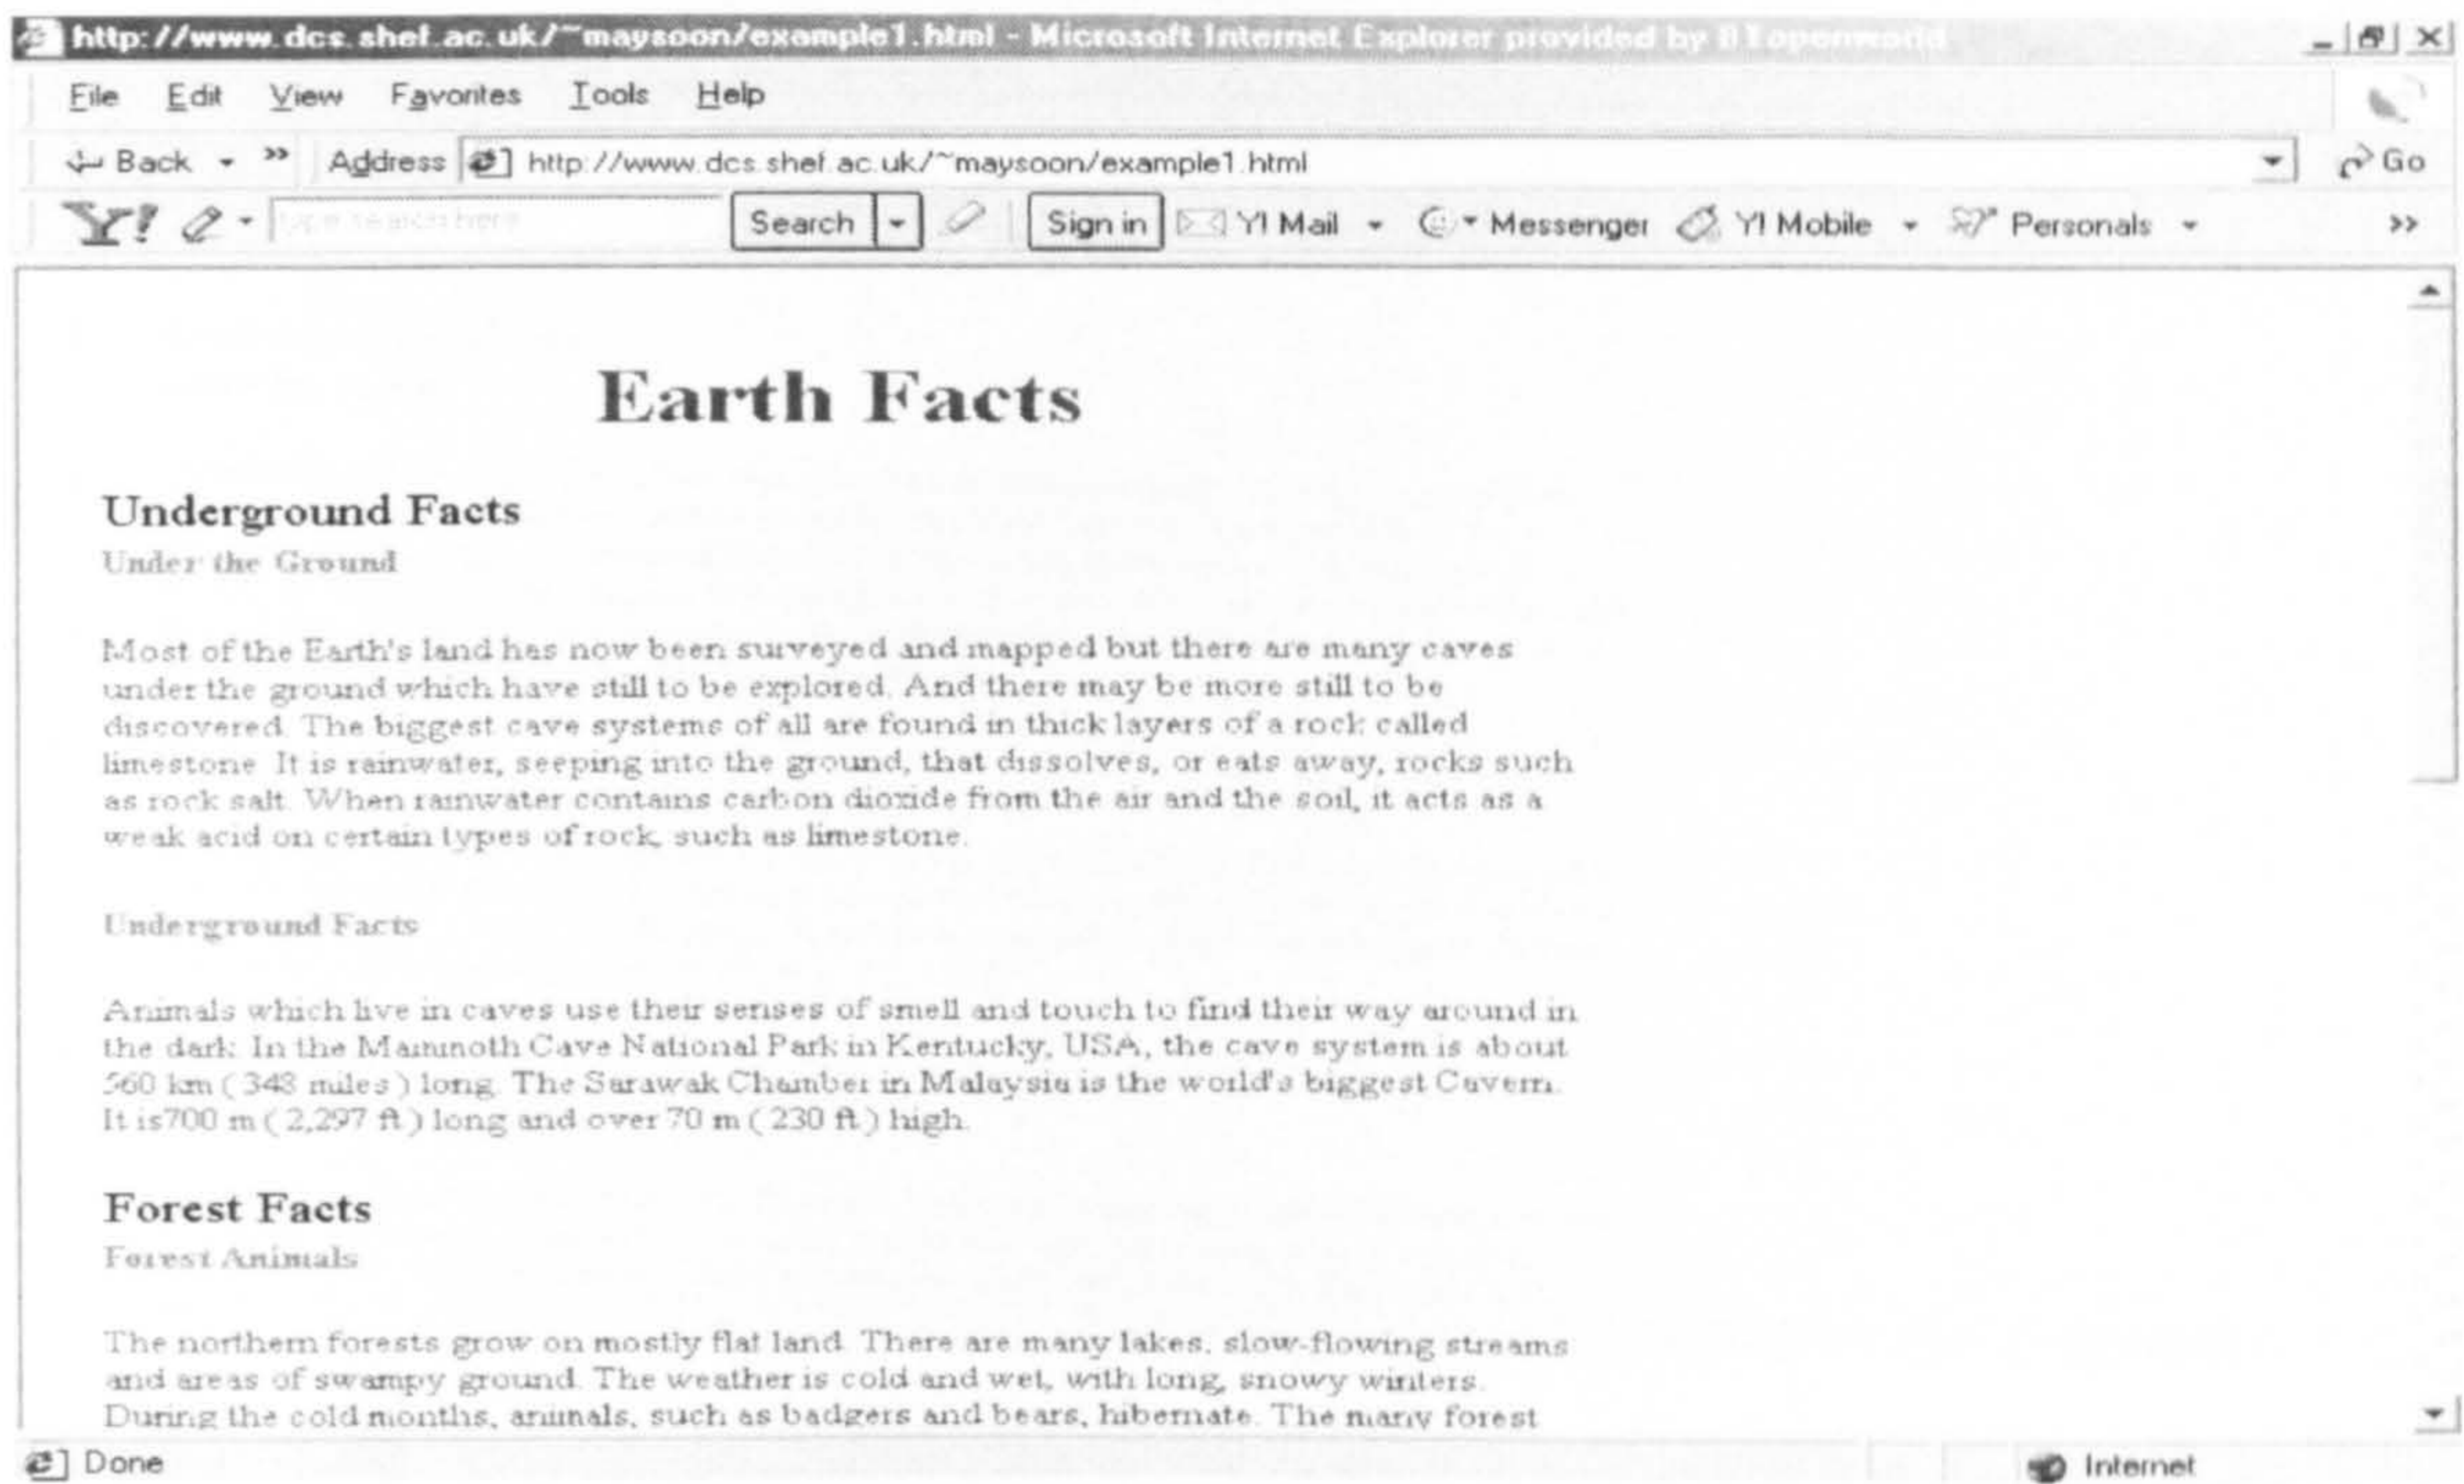 http://www.dcs.shef.ac.uk/~maysoon/example1.html - Microsoft Internet Explorer provided by BTopenworld
File Edit View Favorites Tools Help
Back Address http://www.dcs.shef.ac.uk/~maysoon/example1.html Go
Y! type search here Search Sign in Y! Mail Messenger Y! Mobile Personals
Earth Facts
Underground Facts
Under the Ground
Most of the Earth's land has now been surveyed and mapped but there are many caves
under the ground which have still to be explored. And there may be more still to be
discovered. The biggest cave systems of all are found in thick layers of a rock called
limestone. It is rainwater, seeping into the ground, that dissolves, or eats away, rocks such
as rock salt. When rainwater contains carbon dioxide from the air and the soil, it acts as a
weak acid on certain types of rock, such as limestone.
Underground Facts
Animals which live in caves use their senses of smell and touch to find their way around in
the dark. In the Mammoth Cave National Park in Kentucky, USA, the cave system is about
560 km ( 348 miles ) long. The Sarawak Chamber in Malaysia is the world's biggest Cavern.
It is700 m ( 2,297 ft ) long and over 70 m ( 230 ft ) high.
Forest Facts
Forest Animals
The northern forests grow on mostly flat land. There are many lakes, slow-flowing streams
and areas of swampy ground. The weather is cold and wet, with long, snowy winters.
During the cold months, animals, such as badgers and bears, hibernate. The many forest
Done Internet